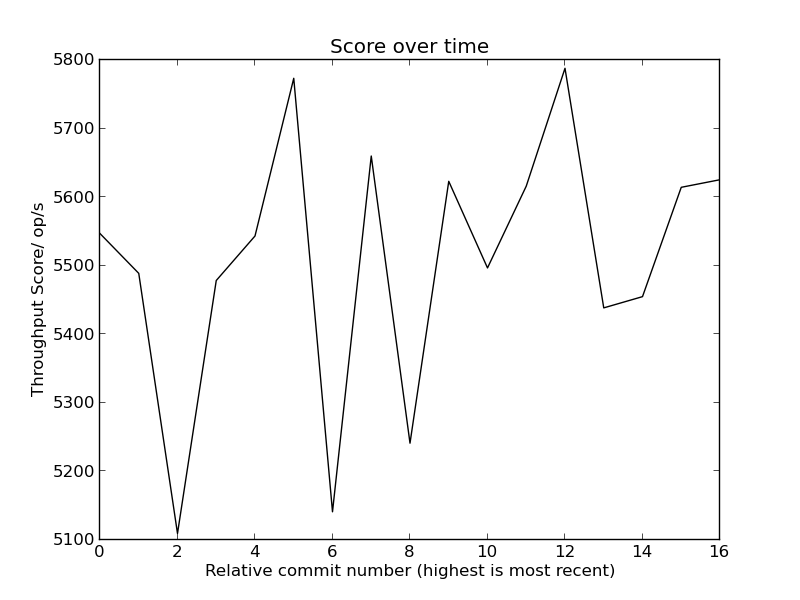 Score over time
Throughput Score/ op/s
5800
5700
5600
5500
5400
5300
5200
5100
0 2 4 6 8 10 12 14 16
Relative commit number (highest is most recent)